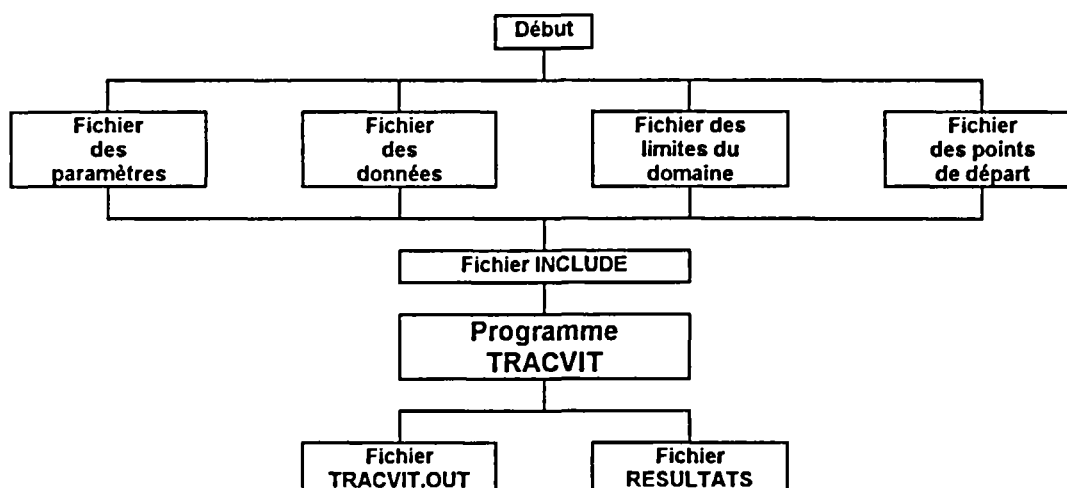 Début
Fichier
des
paramètres
Fichier
des
données
Fichier des
limites du
domaine
Fichier
des points
de départ
Fichier INCLUDE
Programme
TRACVIT
Fichier
TRACVIT.OUT
Fichier
RESULTATS